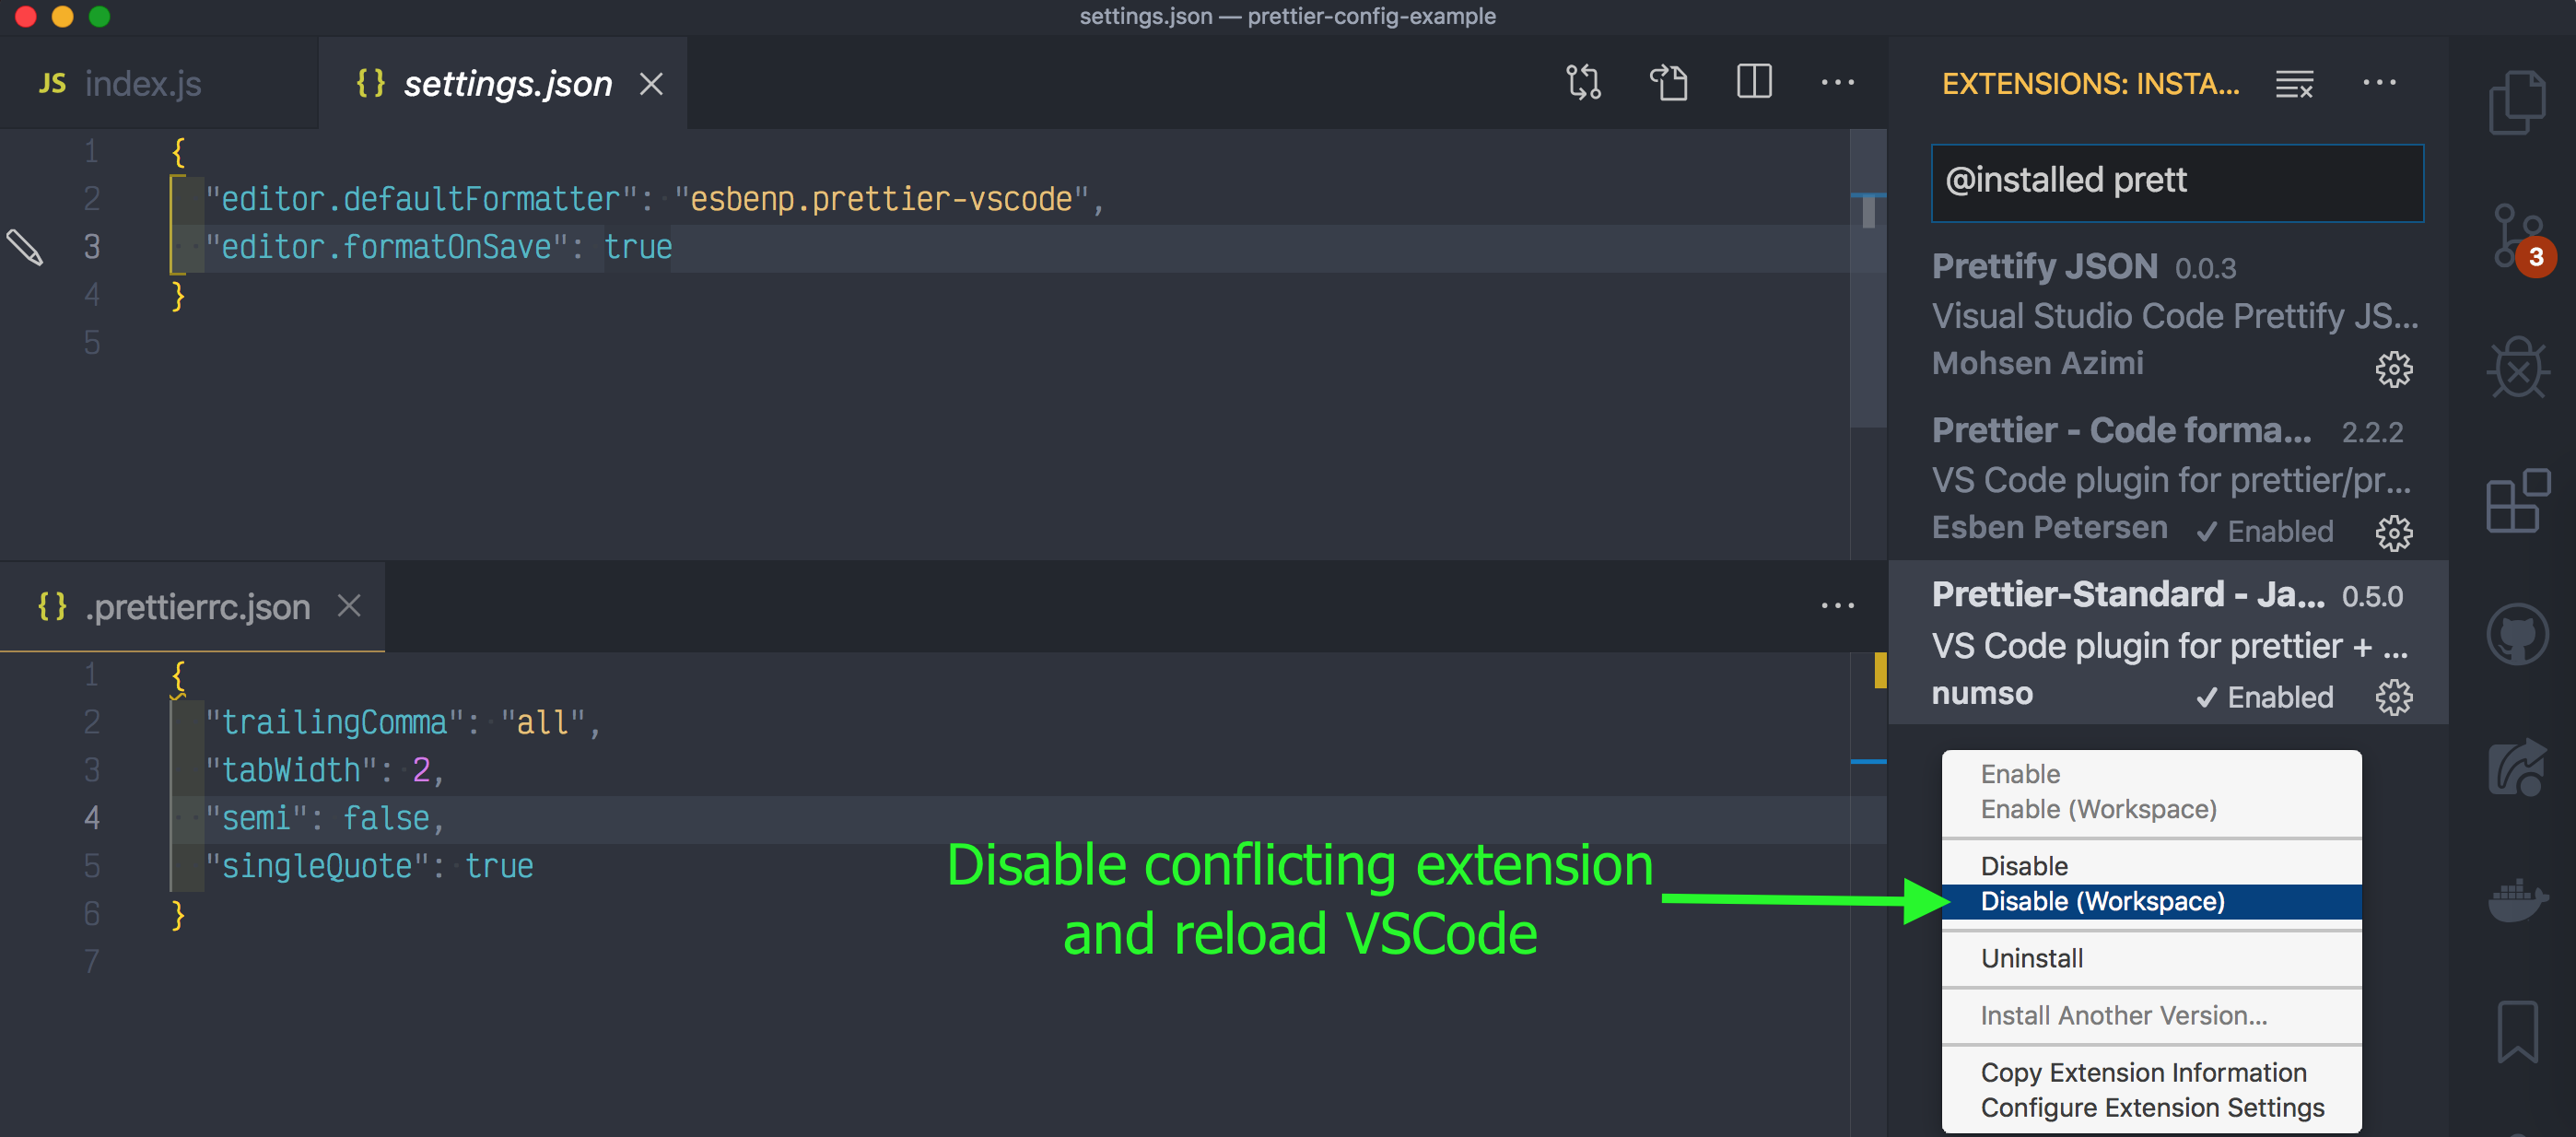 settings.json — prettier-config-example
JS index.js
{} settings.json
1 {
2 "editor.defaultFormatter": "esbenp.prettier-vscode",
3 "editor.formatOnSave": true
4 }
5
{} .prettierrc.json
1 {
2 "trailingComma": "all",
3 "tabWidth": 2,
4 "semi": false,
5 "singleQuote": true
6 }
7
Disable conflicting extension
and reload VSCode
EXTENSIONS: INSTA...
@installed prett
Prettify JSON 0.0.3
Visual Studio Code Prettify JS...
Mohsen Azimi
Prettier - Code forma... 2.2.2
VS Code plugin for prettier/pr...
Esben Petersen ✓ Enabled
Prettier-Standard - Ja... 0.5.0
VS Code plugin for prettier + ...
numso ✓ Enabled
Enable
Enable (Workspace)
Disable
Disable (Workspace)
Uninstall
Install Another Version...
Copy Extension Information
Configure Extension Settings
3